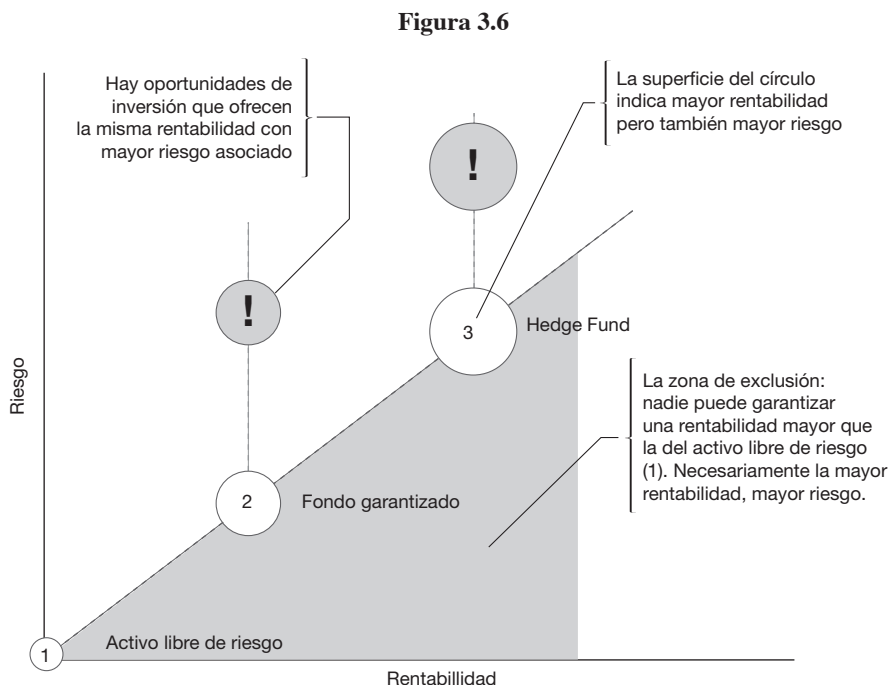 Figura 3.6
Hay oportunidades de
inversión que ofrecen
la misma rentabilidad con
mayor riesgo asociado
La superficie del círculo
indica mayor rentabilidad
pero también mayor riesgo
!
!
3
Hedge Fund
Riesgo
La zona de exclusión:
nadie puede garantizar
una rentabilidad mayor que
la del activo libre de riesgo
(1). Necesariamente la mayor
rentabilidad, mayor riesgo.
2
Fondo garantizado
Activo libre de riesgo
1
Rentabillidad